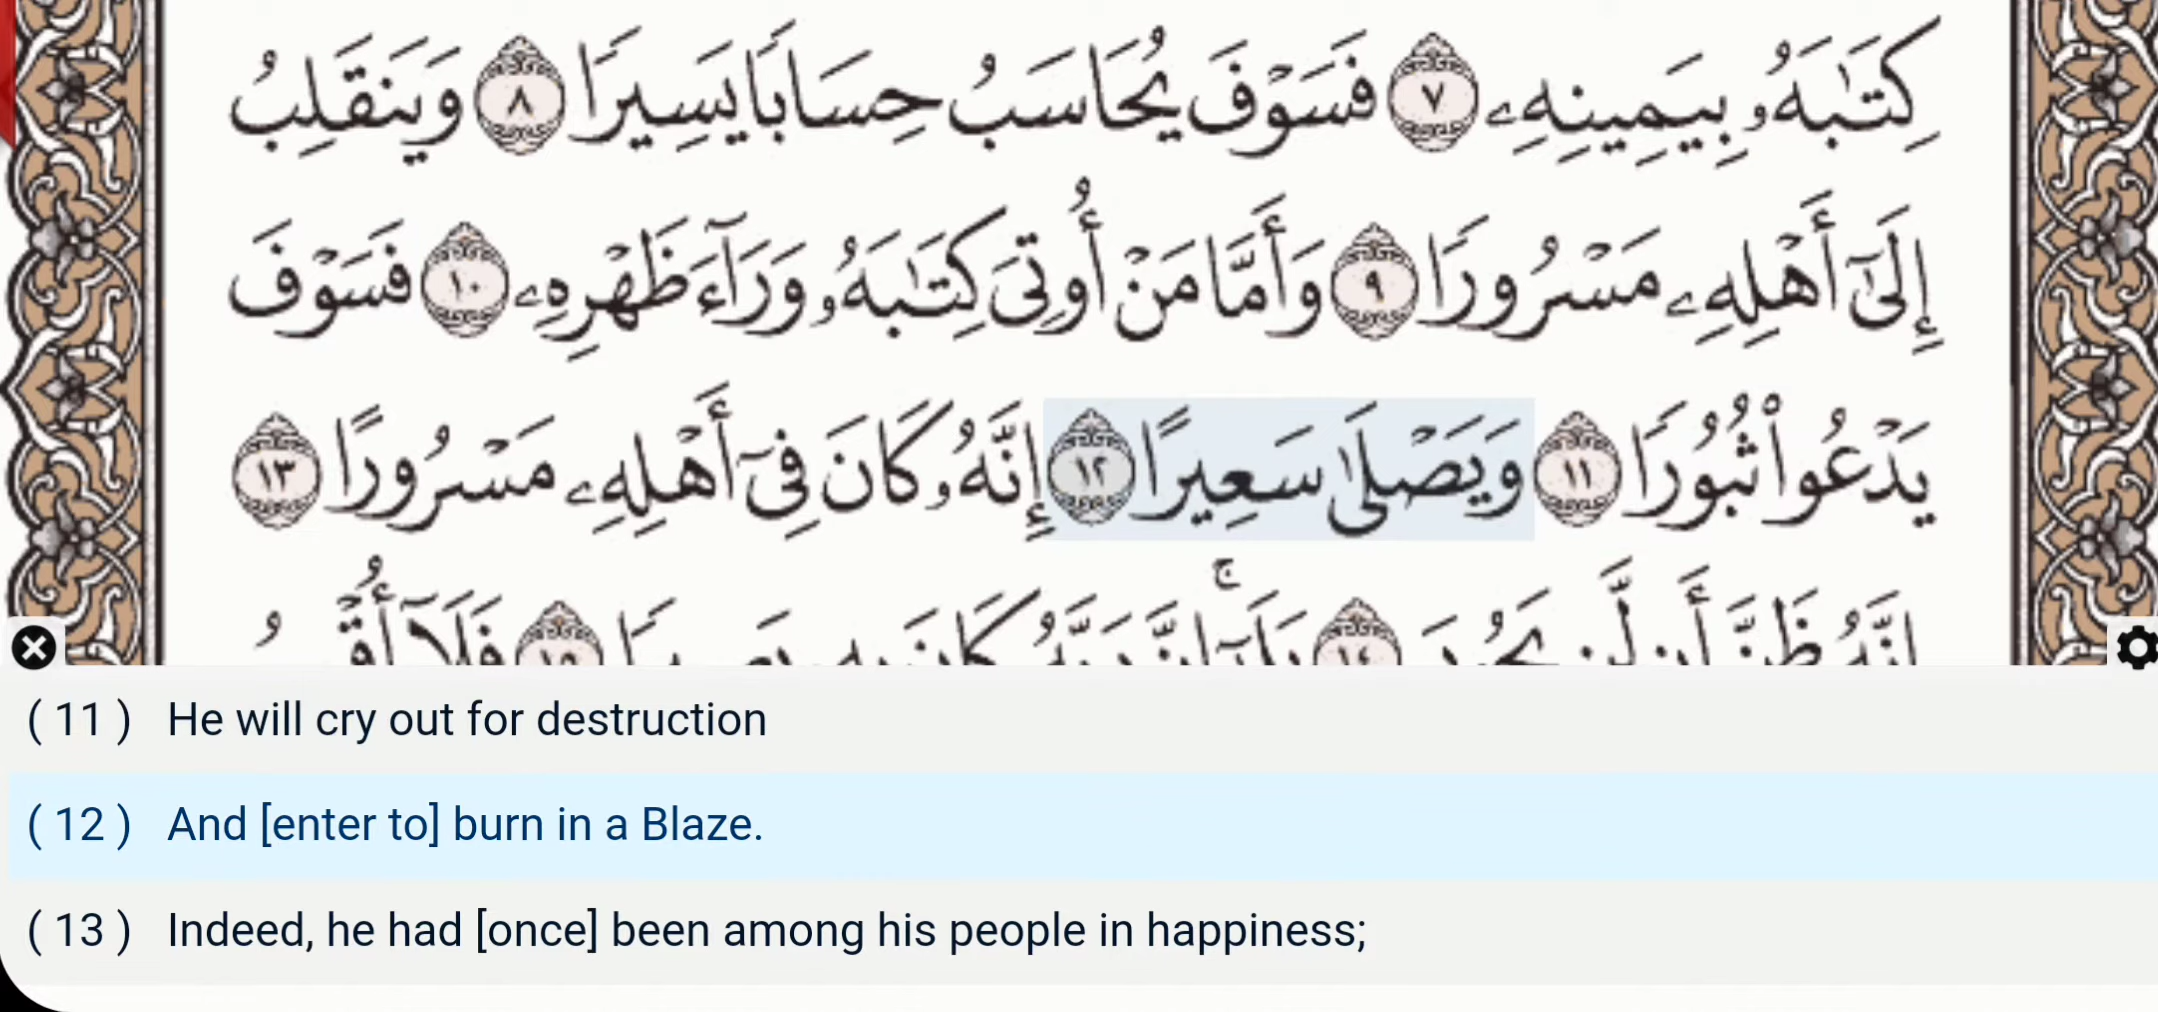 كِتَٰبَهُۥ بِيَمِينِهِۦ ٧ فَسَوْفَ يُحَاسَبُ حِسَابًا يَسِيرًا ٨ وَيَنقَلِبُ
إِلَىٰٓ أَهْلِهِۦ مَسْرُورًا ٩ وَأَمَّا مَنْ أُوتِىَ كِتَٰبَهُۥ وَرَآءَ ظَهْرِهِۦ ١٠ فَسَوْفَ
يَدْعُوا۟ ثُبُورًا ١١ وَيَصْلَىٰ سَعِيرًا ١٢ إِنَّهُۥ كَانَ فِىٓ أَهْلِهِۦ مَسْرُورًا ١٣
إِنَّهُۥ ظَنَّ أَن لَّن ١٤ ١٥
( 11 ) He will cry out for destruction
( 12 ) And [enter to] burn in a Blaze.
( 13 ) Indeed, he had [once] been among his people in happiness;